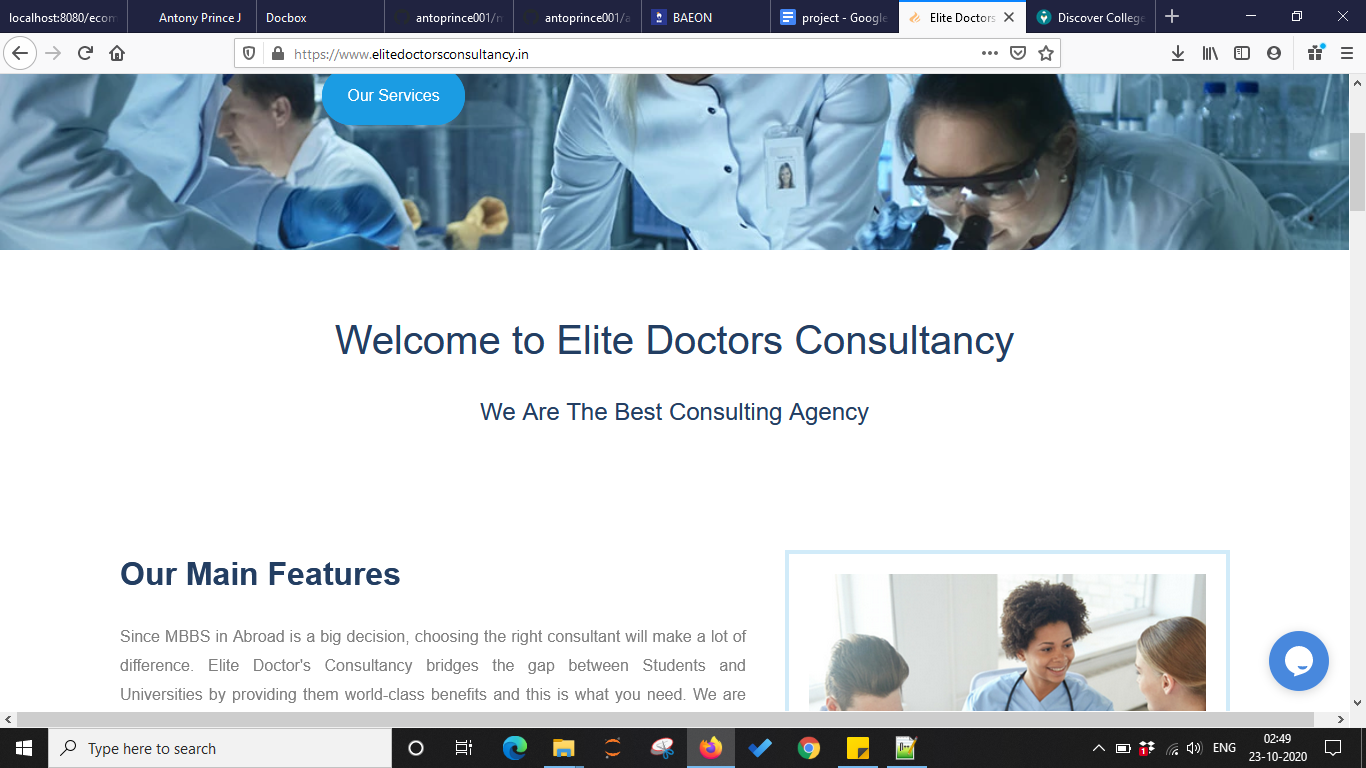 localhost:8080/ecom
Antony Prince J
Docbox
antoprince001/m
antoprince001/a
BAEON
project - Google
Elite Doctors
Discover College
https://www.elitedoctorsconsultancy.in
Our Services
Welcome to Elite Doctors Consultancy
We Are The Best Consulting Agency
Our Main Features
Since MBBS in Abroad is a big decision, choosing the right consultant will make a lot of
difference. Elite Doctor's Consultancy bridges the gap between Students and
Universities by providing them world-class benefits and this is what you need. We are
Type here to search
ENG
02:49
23-10-2020